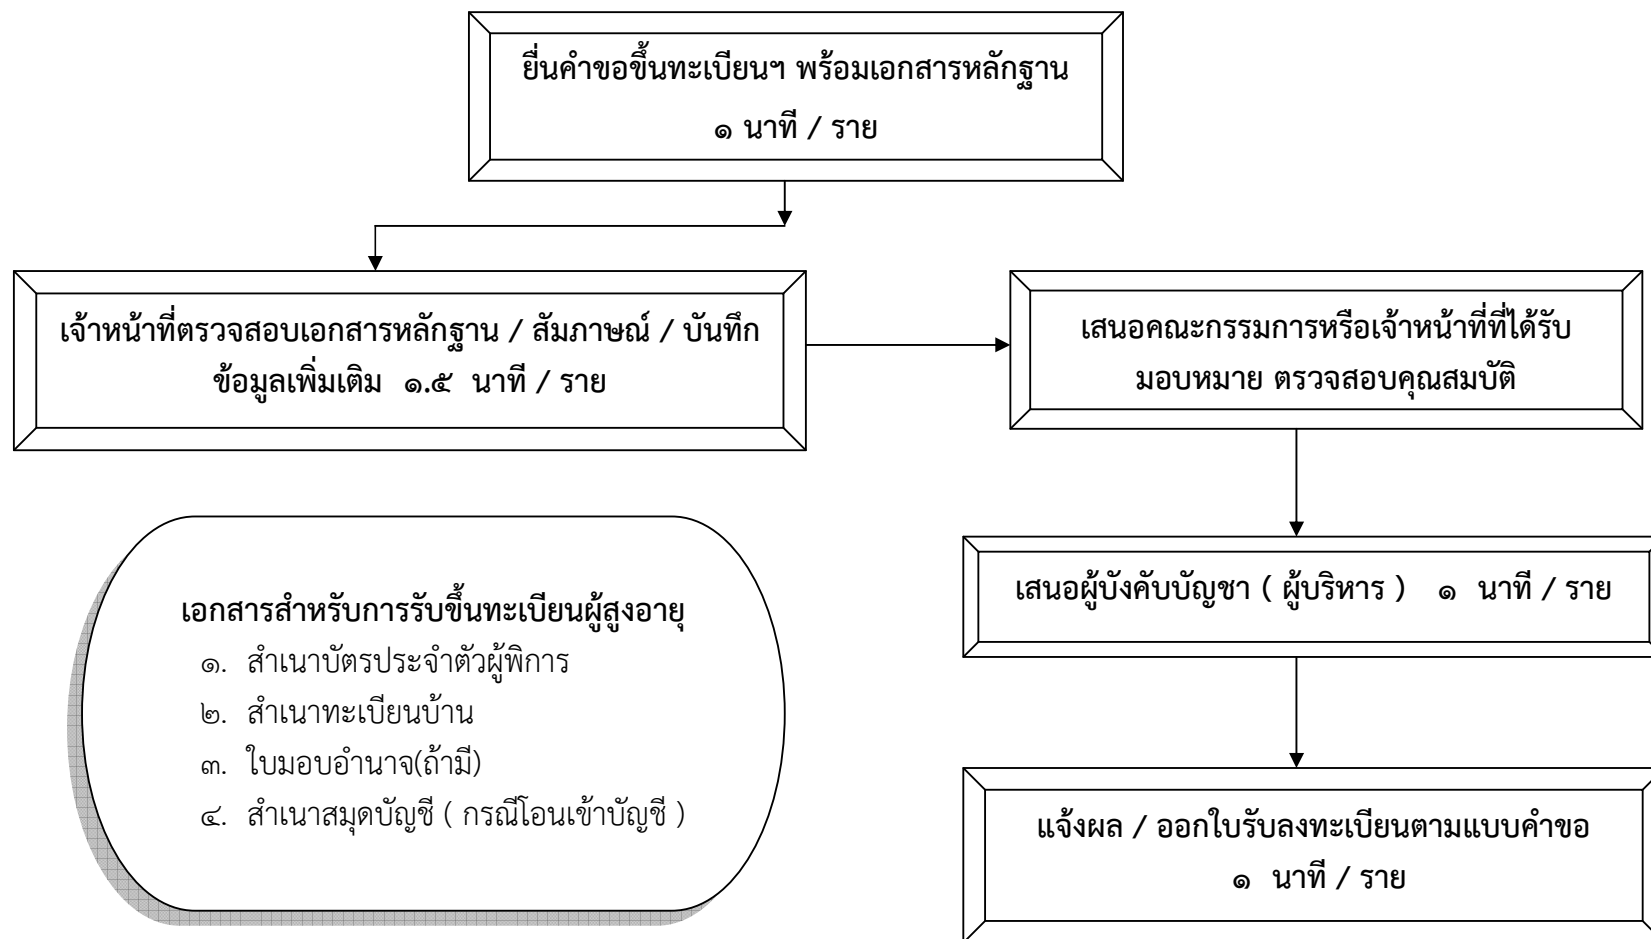 ยื่นคำขอขึ้นทะเบียนฯ พร้อมเอกสารหลักฐาน
๑ นาที / ราย
เจ้าหน้าที่ตรวจสอบเอกสารหลักฐาน / สัมภาษณ์ / บันทึก
ข้อมูลเพิ่มเติม ๑.๕ นาที / ราย
เสนอคณะกรรมการหรือเจ้าหน้าที่ที่ได้รับ
มอบหมาย ตรวจสอบคุณสมบัติ
เสนอผู้บังคับบัญชา ( ผู้บริหาร ) ๑ นาที / ราย
เอกสารสำหรับการรับขึ้นทะเบียนผู้สูงอายุ
๑. สำเนาบัตรประจำตัวผู้พิการ
๒. สำเนาทะเบียนบ้าน
๓. ใบมอบอำนาจ(ถ้ามี)
๔. สำเนาสมุดบัญชี ( กรณีโอนเข้าบัญชี )
แจ้งผล / ออกใบรับลงทะเบียนตามแบบคำขอ
๑ นาที / ราย